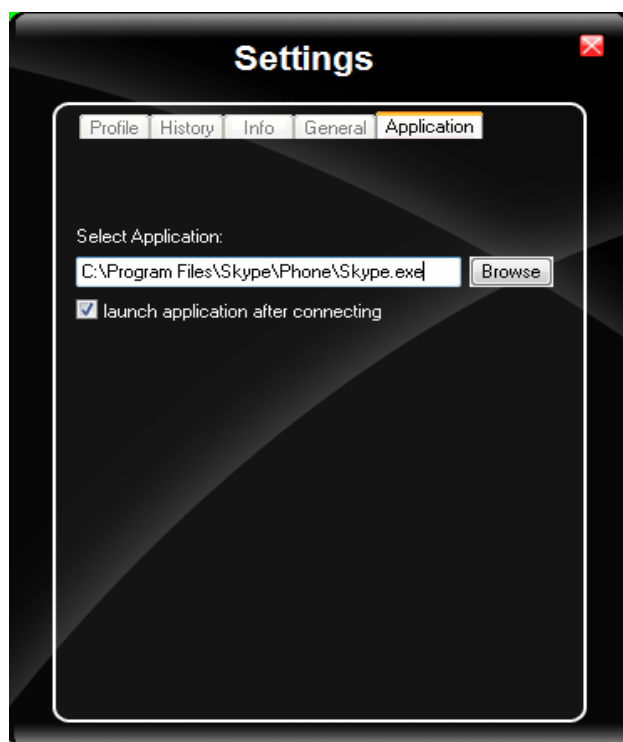 Settings
Profile History Info General Application
Select Application:
C:\Program Files\Skype\Phone\Skype.exe Browse
launch application after connecting